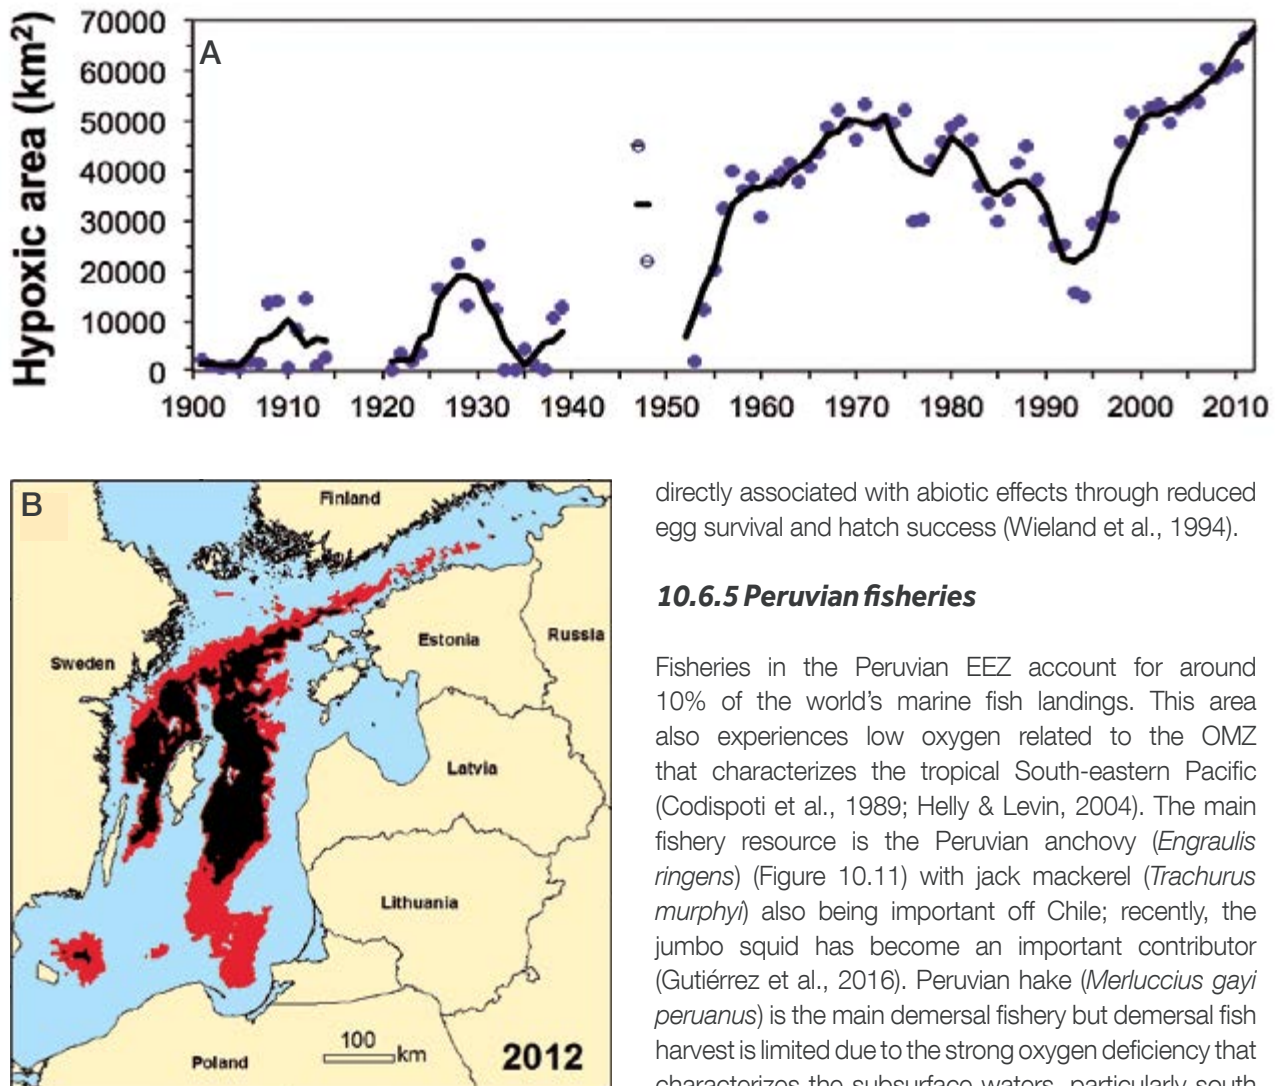 Hypoxic area (km²)
A
70000
60000
50000
40000
30000
20000
10000
0
1900 1910 1920 1930 1940 1950 1960 1970 1980 1990 2000 2010
B
Finland
Sweden
Estonia
Russia
Latvia
Lithuania
Poland
100
km
2012
directly associated with abiotic effects through reduced
egg survival and hatch success (Wieland et al., 1994).
10.6.5 Peruvian fisheries
Fisheries in the Peruvian EEZ account for around
10% of the world’s marine fish landings. This area
also experiences low oxygen related to the OMZ
that characterizes the tropical South-eastern Pacific
(Codispoti et al., 1989; Helly & Levin, 2004). The main
fishery resource is the Peruvian anchovy (Engraulis
ringens) (Figure 10.11) with jack mackerel (Trachurus
murphyi) also being important off Chile; recently, the
jumbo squid has become an important contributor
(Gutiérrez et al., 2016). Peruvian hake (Merluccius gayi
peruanus) is the main demersal fishery but demersal fish
harvest is limited due to the strong oxygen deficiency that
characterizes the subsurface waters, particularly south